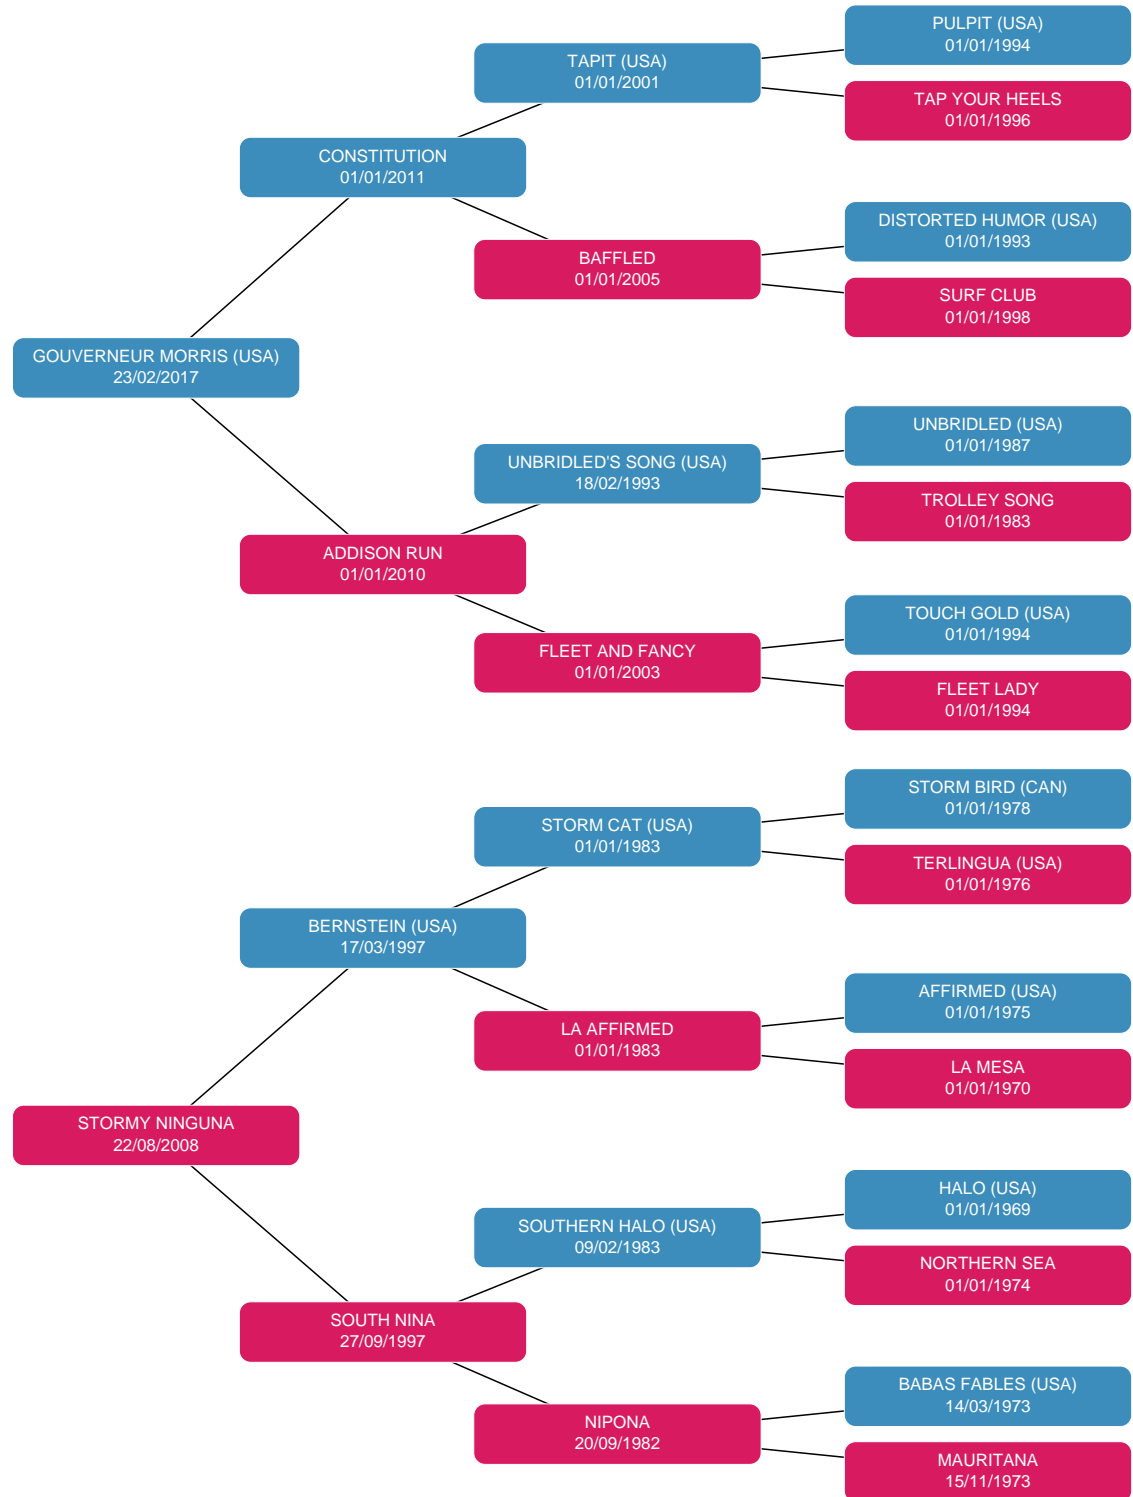 PULPIT (USA)
01/01/1994
TAPIT (USA)
01/01/2001
TAP YOUR HEELS
01/01/1996
CONSTITUTION
01/01/2011
DISTORTED HUMOR (USA)
01/01/1993
BAFFLED
01/01/2005
SURF CLUB
01/01/1998
GOUVERNEUR MORRIS (USA)
23/02/2017
UNBRIDLED (USA)
01/01/1987
UNBRIDLED'S SONG (USA)
18/02/1993
TROLLEY SONG
01/01/1983
ADDISON RUN
01/01/2010
TOUCH GOLD (USA)
01/01/1994
FLEET AND FANCY
01/01/2003
FLEET LADY
01/01/1994
STORM BIRD (CAN)
01/01/1978
STORM CAT (USA)
01/01/1983
TERLINGUA (USA)
01/01/1976
BERNSTEIN (USA)
17/03/1997
AFFIRMED (USA)
01/01/1975
LA AFFIRMED
01/01/1983
LA MESA
01/01/1970
STORMY NINGUNA
22/08/2008
HALO (USA)
01/01/1969
SOUTHERN HALO (USA)
09/02/1983
NORTHERN SEA
01/01/1974
SOUTH NINA
27/09/1997
BABAS FABLES (USA)
14/03/1973
NIPONA
20/09/1982
MAURITANA
15/11/1973